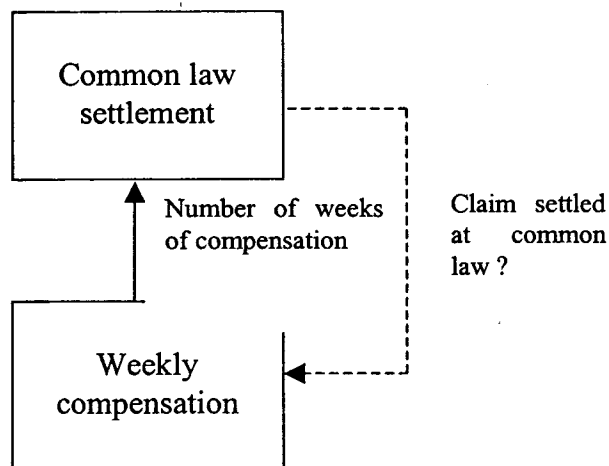 Common law
settlement
Number of weeks
of compensation
Claim settled
at common
law ?
Weekly
compensation